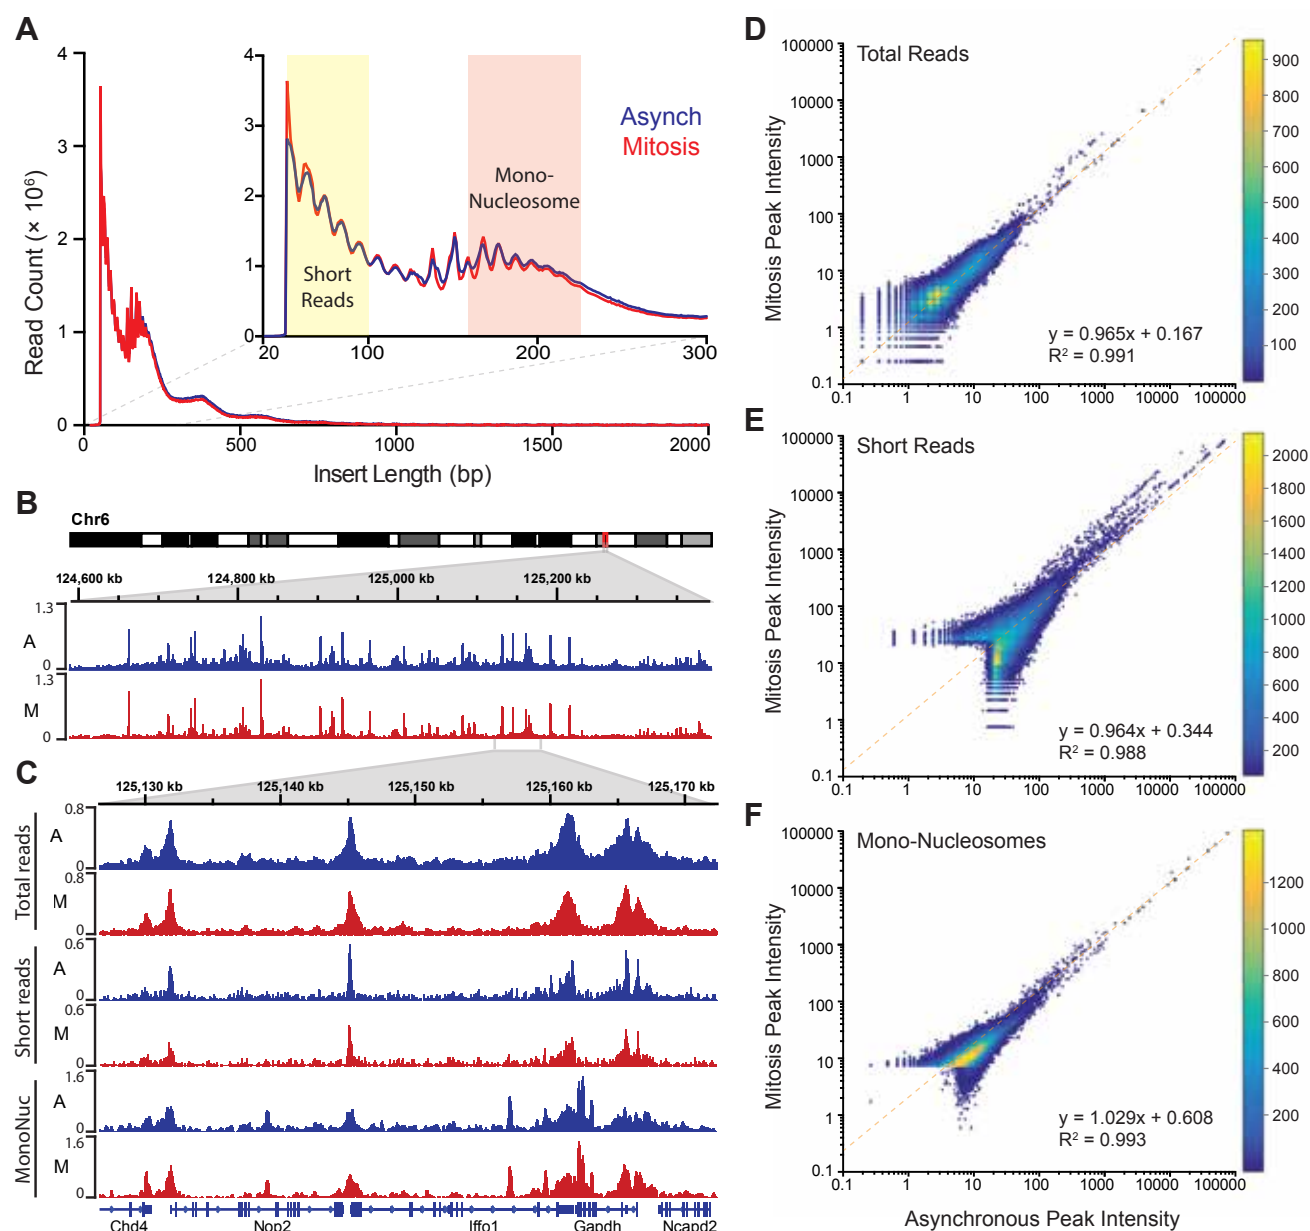 A
4
3
2
1
0
Read Count (× 10⁶)
0
500
1000
1500
2000
Insert Length (bp)
4
3
2
1
0
20
100
200
300
Short
Reads
Mono-
Nucleosome
Asynch
Mitosis
B
Chr6
124,600 kb
124,800 kb
125,000 kb
125,200 kb
1.3
A
0
1.3
M
0
C
125,130 kb
125,140 kb
125,150 kb
125,160 kb
125,170 kb
Total reads
0.8
A
0
0.8
M
0
Short reads
0.6
A
0
0.6
M
0
MonoNuc
1.6
A
0
1.6
M
0
Chd4
Nop2
Iffo1
Gapdh
Ncapd2
D
Total Reads
Mitosis Peak Intensity
100000
10000
1000
100
10
1
0.1
0.1
1
10
100
1000
10000
100000
y = 0.965x + 0.167
R² = 0.991
900
800
700
600
500
400
300
200
100
E
Short Reads
Mitosis Peak Intensity
100000
10000
1000
100
10
1
0.1
0.1
1
10
100
1000
10000
100000
y = 0.964x + 0.344
R² = 0.988
2000
1800
1600
1400
1200
1000
800
600
400
200
F
Mono-Nucleosomes
Mitosis Peak Intensity
100000
10000
1000
100
10
1
0.1
0.1
1
10
100
1000
10000
100000
y = 1.029x + 0.608
R² = 0.993
1200
1000
800
600
400
200
Asynchronous Peak Intensity